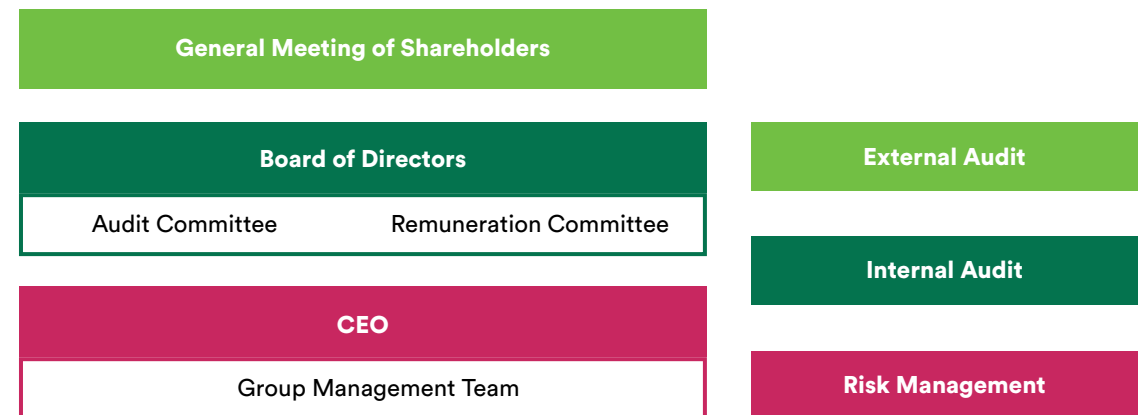 General Meeting of Shareholders
Board of Directors
Audit Committee
Remuneration Committee
CEO
Group Management Team
External Audit
Internal Audit
Risk Management